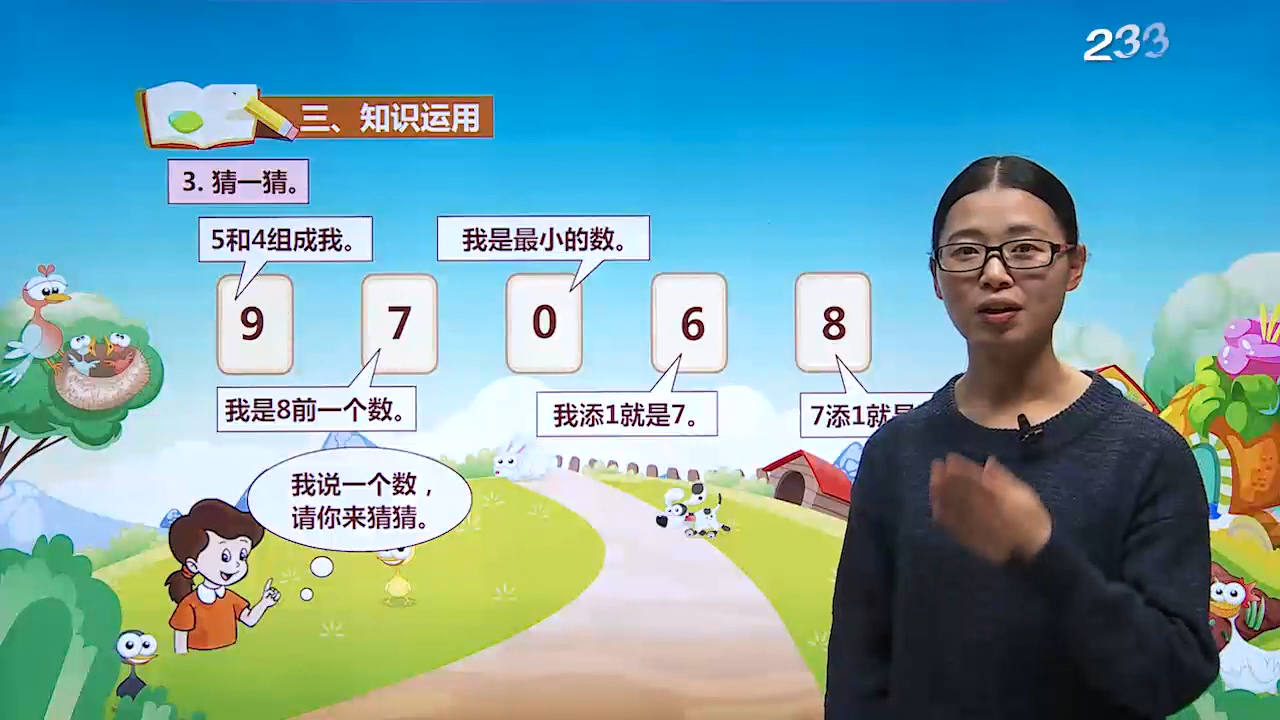 233
三、知识运用
3. 猜一猜。
5和4组成我。
我是最小的数。
9
7
0
6
8
我是8前一个数。
我添1就是7。
7添1就是
我说一个数，
请你来猜猜。